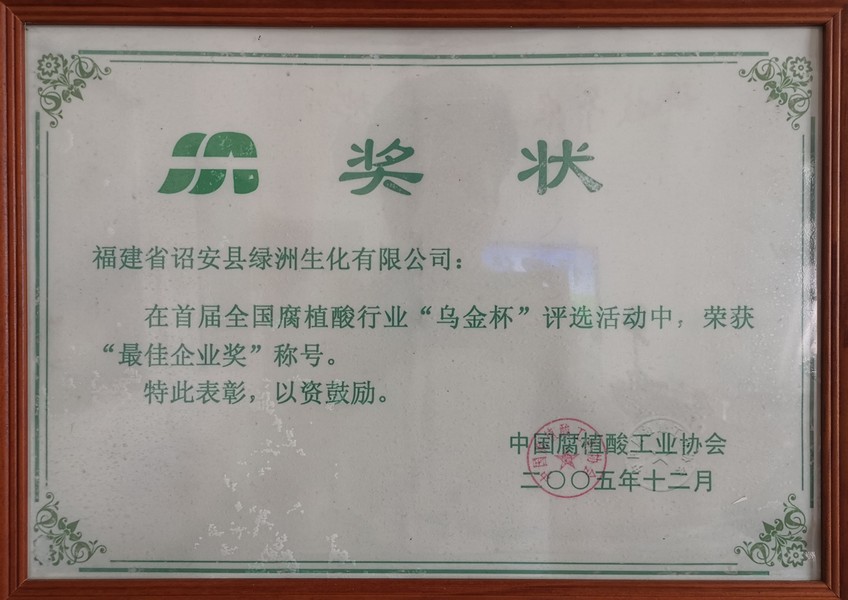 奖状
福建省诏安县绿洲生化有限公司：
在首届全国腐植酸行业“乌金杯”评选活动中，荣获
“最佳企业奖”称号。
特此表彰，以资鼓励。
中国腐植酸工业协会
二〇〇五年十二月